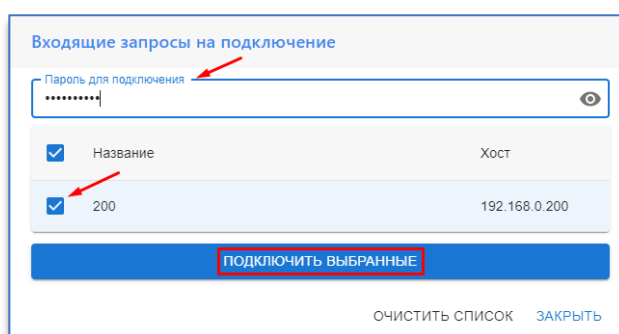 Входящие запросы на подключение
Пароль для подключения
••••••••••
Название Хост
200 192.168.0.200
ПОДКЛЮЧИТЬ ВЫБРАННЫЕ
ОЧИСТИТЬ СПИСОК ЗАКРЫТЬ